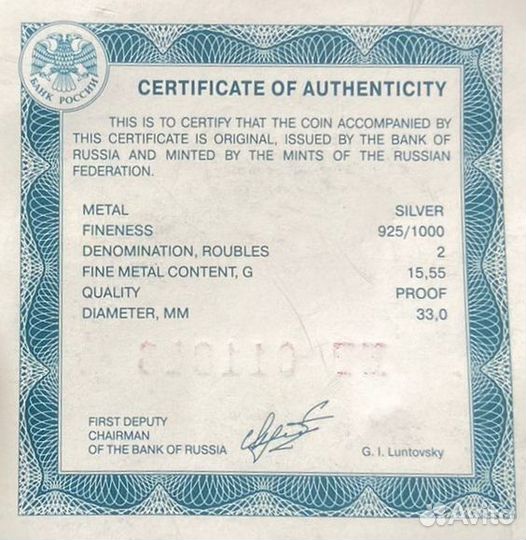 БАНК РОССИИ
CERTIFICATE OF AUTHENTICITY
THIS IS TO CERTIFY THAT THE COIN ACCOMPANIED BY
THIS CERTIFICATE IS ORIGINAL, ISSUED BY THE BANK OF
RUSSIA AND MINTED BY THE MINTS OF THE RUSSIAN
FEDERATION.
METAL SILVER
FINENESS 925/1000
DENOMINATION, ROUBLES 2
FINE METAL CONTENT, G 15,55
QUALITY PROOF
DIAMETER, MM 33,0
FIRST DEPUTY
CHAIRMAN
OF THE BANK OF RUSSIA G. I. Luntovsky
Avito